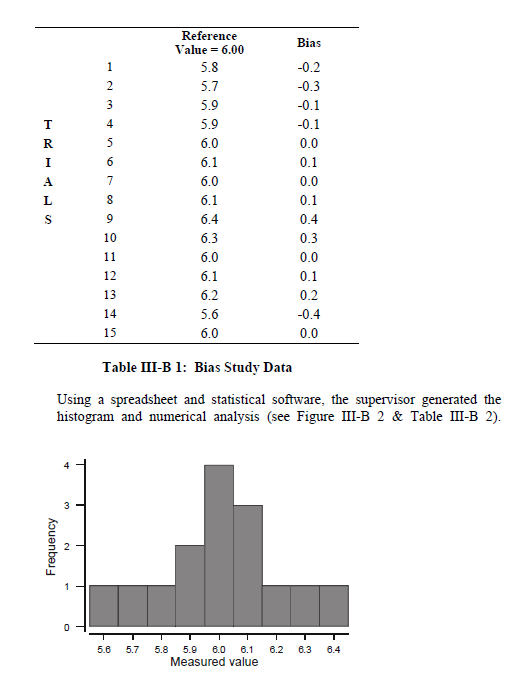 Reference
Value = 6.00 Bias
1 5.8 -0.2
2 5.7 -0.3
3 5.9 -0.1
T 4 5.9 -0.1
R 5 6.0 0.0
I 6 6.1 0.1
A 7 6.0 0.0
L 8 6.1 0.1
S 9 6.4 0.4
10 6.3 0.3
11 6.0 0.0
12 6.1 0.1
13 6.2 0.2
14 5.6 -0.4
15 6.0 0.0
Table III-B 1: Bias Study Data
Using a spreadsheet and statistical software, the supervisor generated the
histogram and numerical analysis (see Figure III-B 2 & Table III-B 2).
4
3
2
1
0
Frequency
5.6 5.7 5.8 5.9 6.0 6.1 6.2 6.3 6.4
Measured value